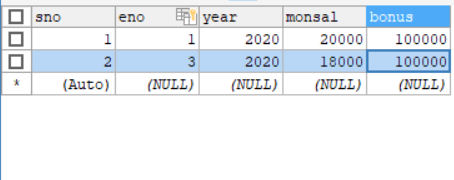 sno eno year monsal bonus
1 1 2020 20000 100000
2 3 2020 18000 100000
* (Auto) (NULL) (NULL) (NULL) (NULL)